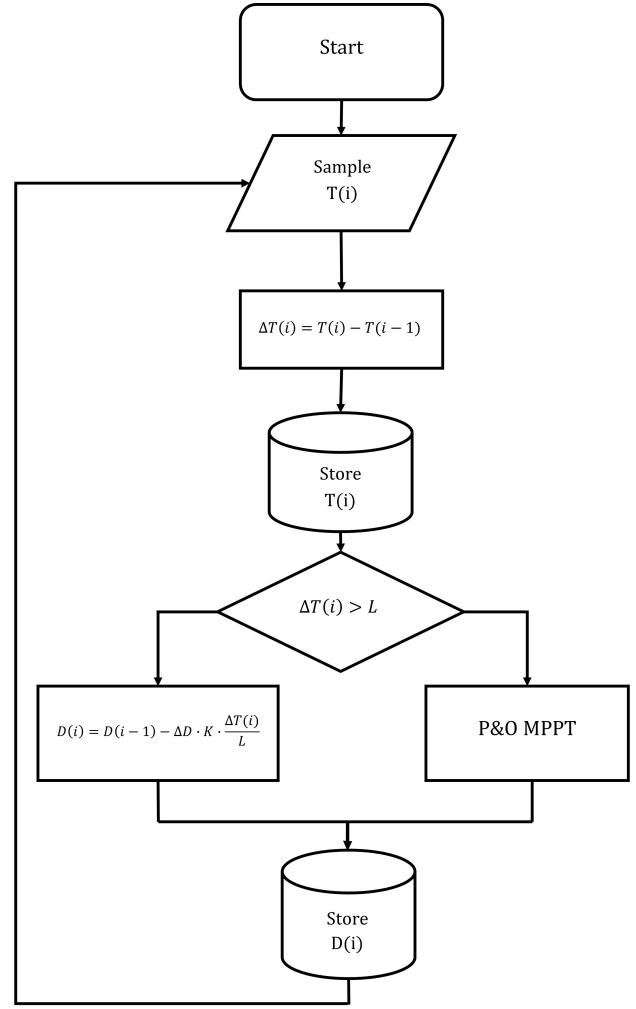 Start
Sample
T(i)
ΔT(i) = T(i) − T(i − 1)
Store
T(i)
ΔT(i) > L
D(i) = D(i − 1) − ΔD · K · ΔT(i)/L
P&O MPPT
Store
D(i)